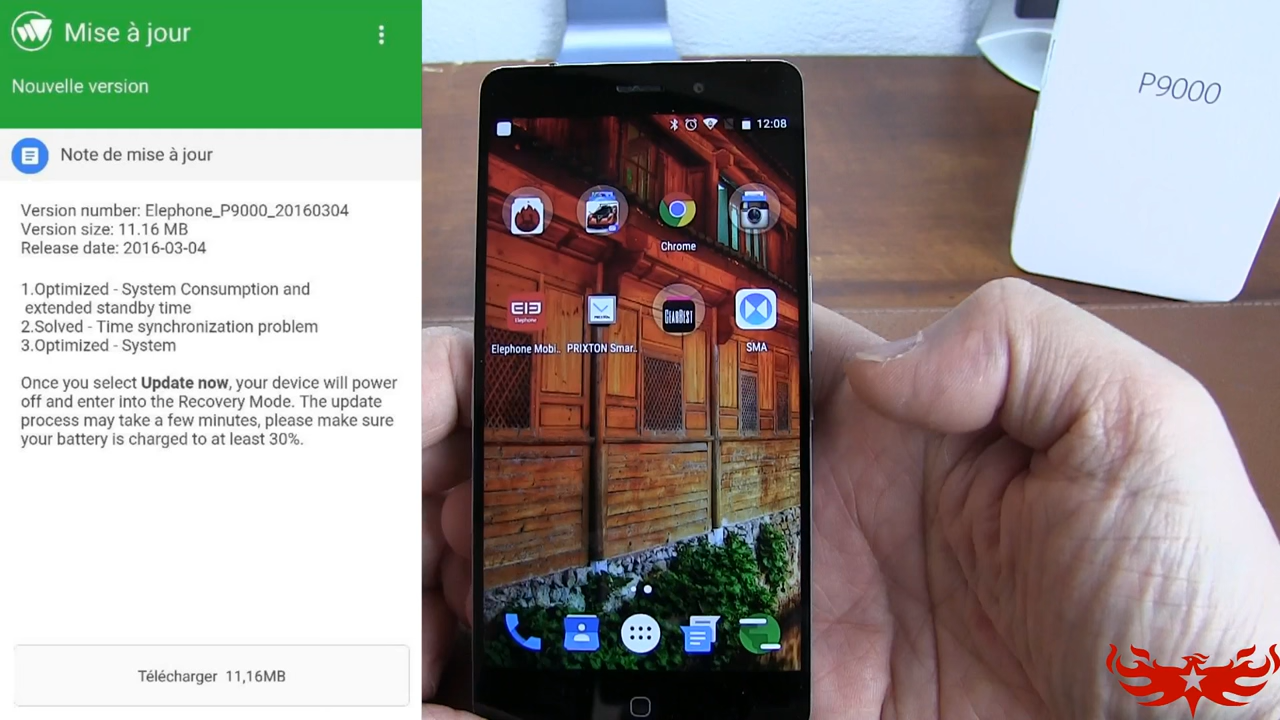 Mise à jour
Nouvelle version
Note de mise à jour
Version number: Elephone_P9000_20160304
Version size: 11.16 MB
Release date: 2016-03-04
1.Optimized - System Consumption and
extended standby time
2.Solved - Time synchronization problem
3.Optimized - System
Once you select Update now, your device will power
off and enter into the Recovery Mode. The update
process may take a few minutes, please make sure
your battery is charged to at least 30%.
Télécharger 11,16MB
P9000
12:08
Chrome
Elephone
PRIXTON
GEARBEST
Elephone Mobi..
PRIXTON Smar..
SMA